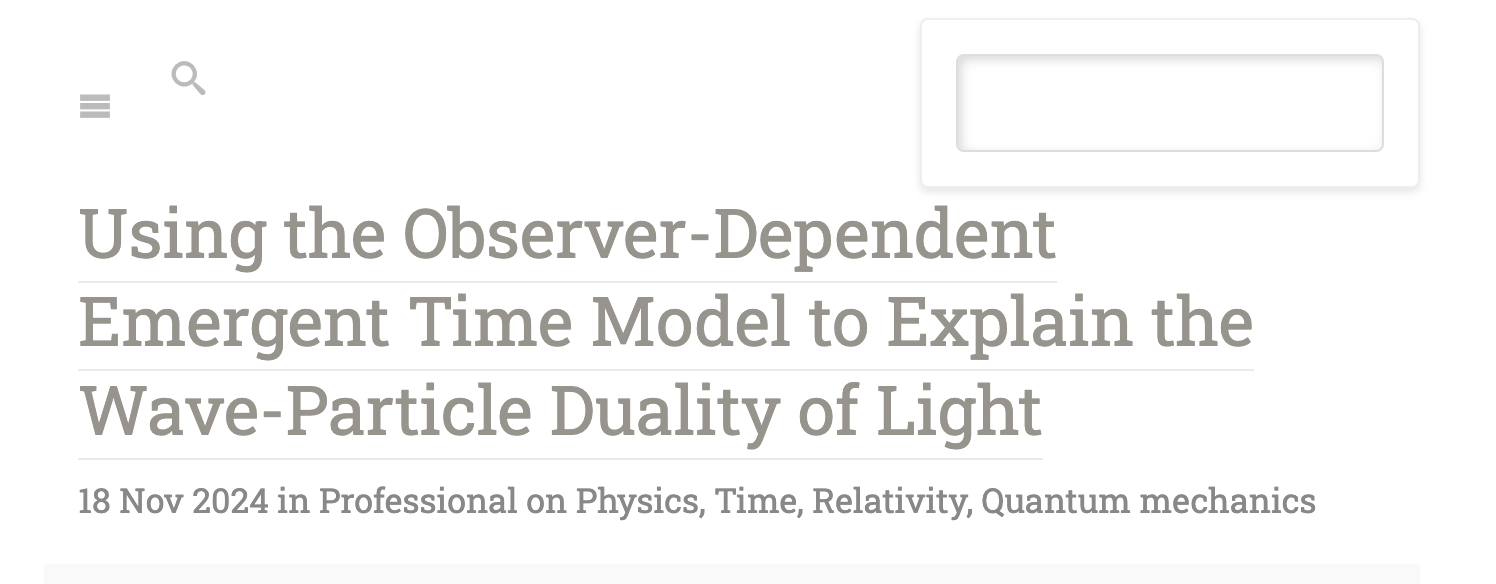 Using the Observer-Dependent
Emergent Time Model to Explain the
Wave-Particle Duality of Light
18 Nov 2024 in Professional on Physics, Time, Relativity, Quantum mechanics